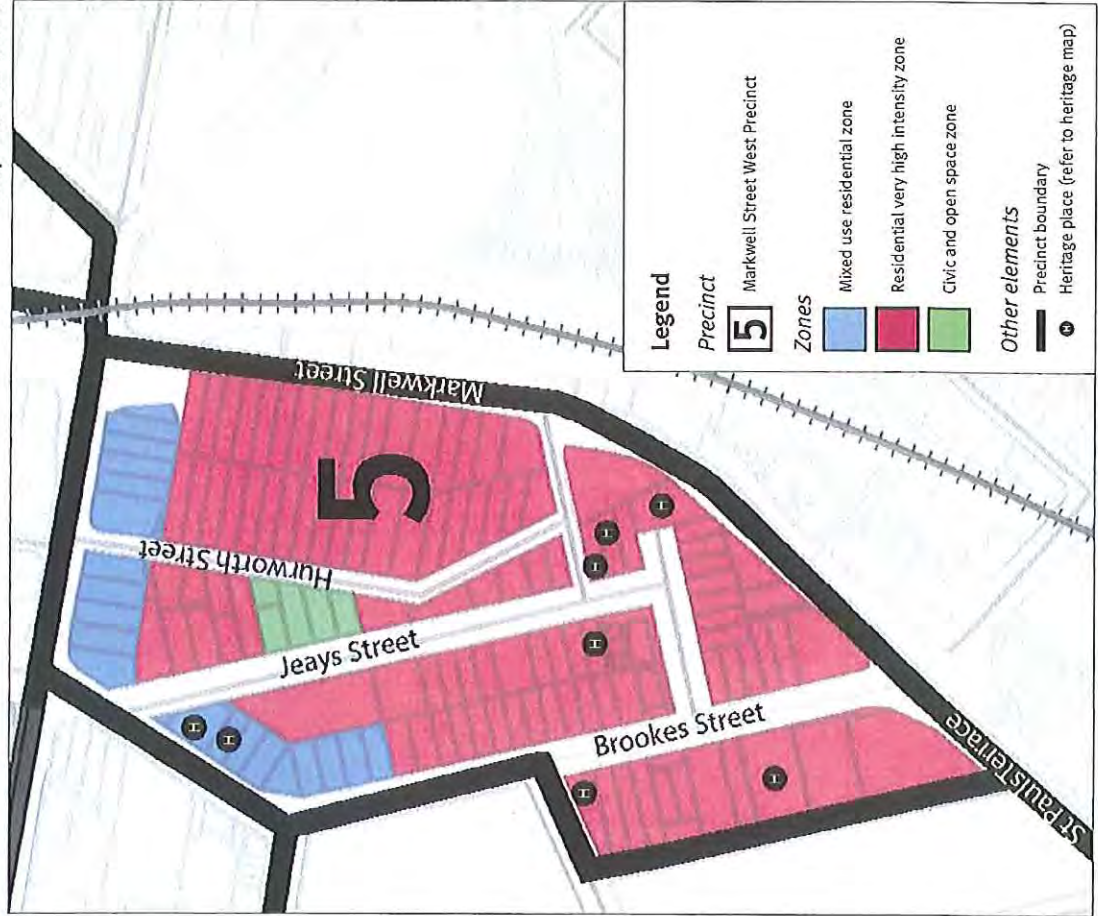 5
Markwell Street
Hurworth Street
Jeays Street
Brookes Street
St Pauls Terrace
H
H
H
H
H
H
H
H
Legend
Precinct
5 Markwell Street West Precinct
Zones
Mixed use residential zone
Residential very high intensity zone
Civic and open space zone
Other elements
Precinct boundary
H Heritage place (refer to heritage map)